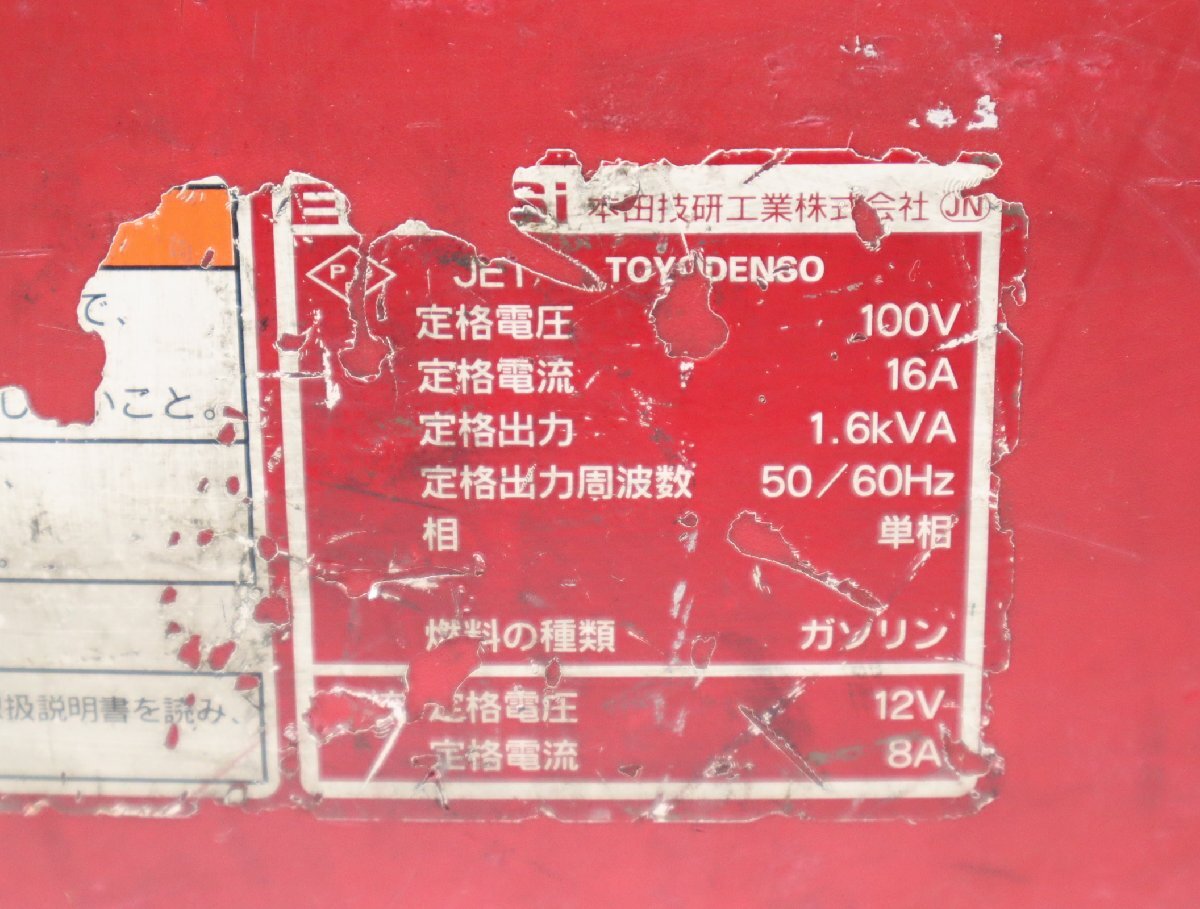 で、
いこと。
扱説明書を読み、
E
Si 本田技研工業株式会社 JN
JET TOYODENSO
定格電圧 100V
定格電流 16A
定格出力 1.6kVA
定格出力周波数 50/60Hz
相 単相
燃料の種類 ガソリン
定格電圧 12V
定格電流 8A